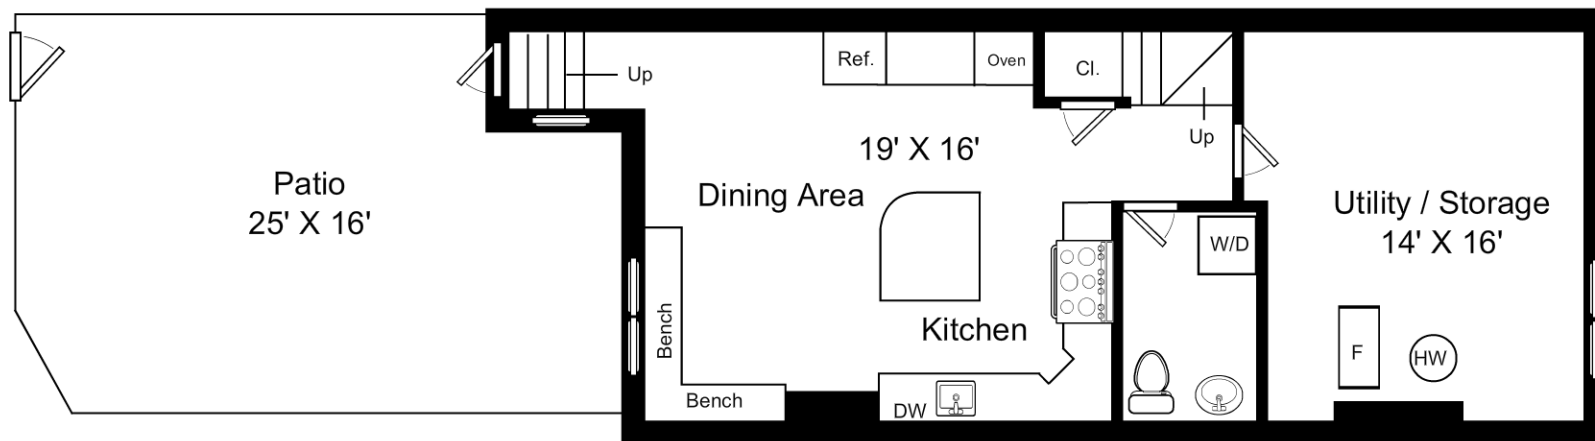 Up
Ref.
Oven
Cl.
Up
19' X 16'
Patio
25' X 16'
Dining Area
Utility / Storage
14' X 16'
W/D
Bench
Kitchen
F
HW
Bench
DW